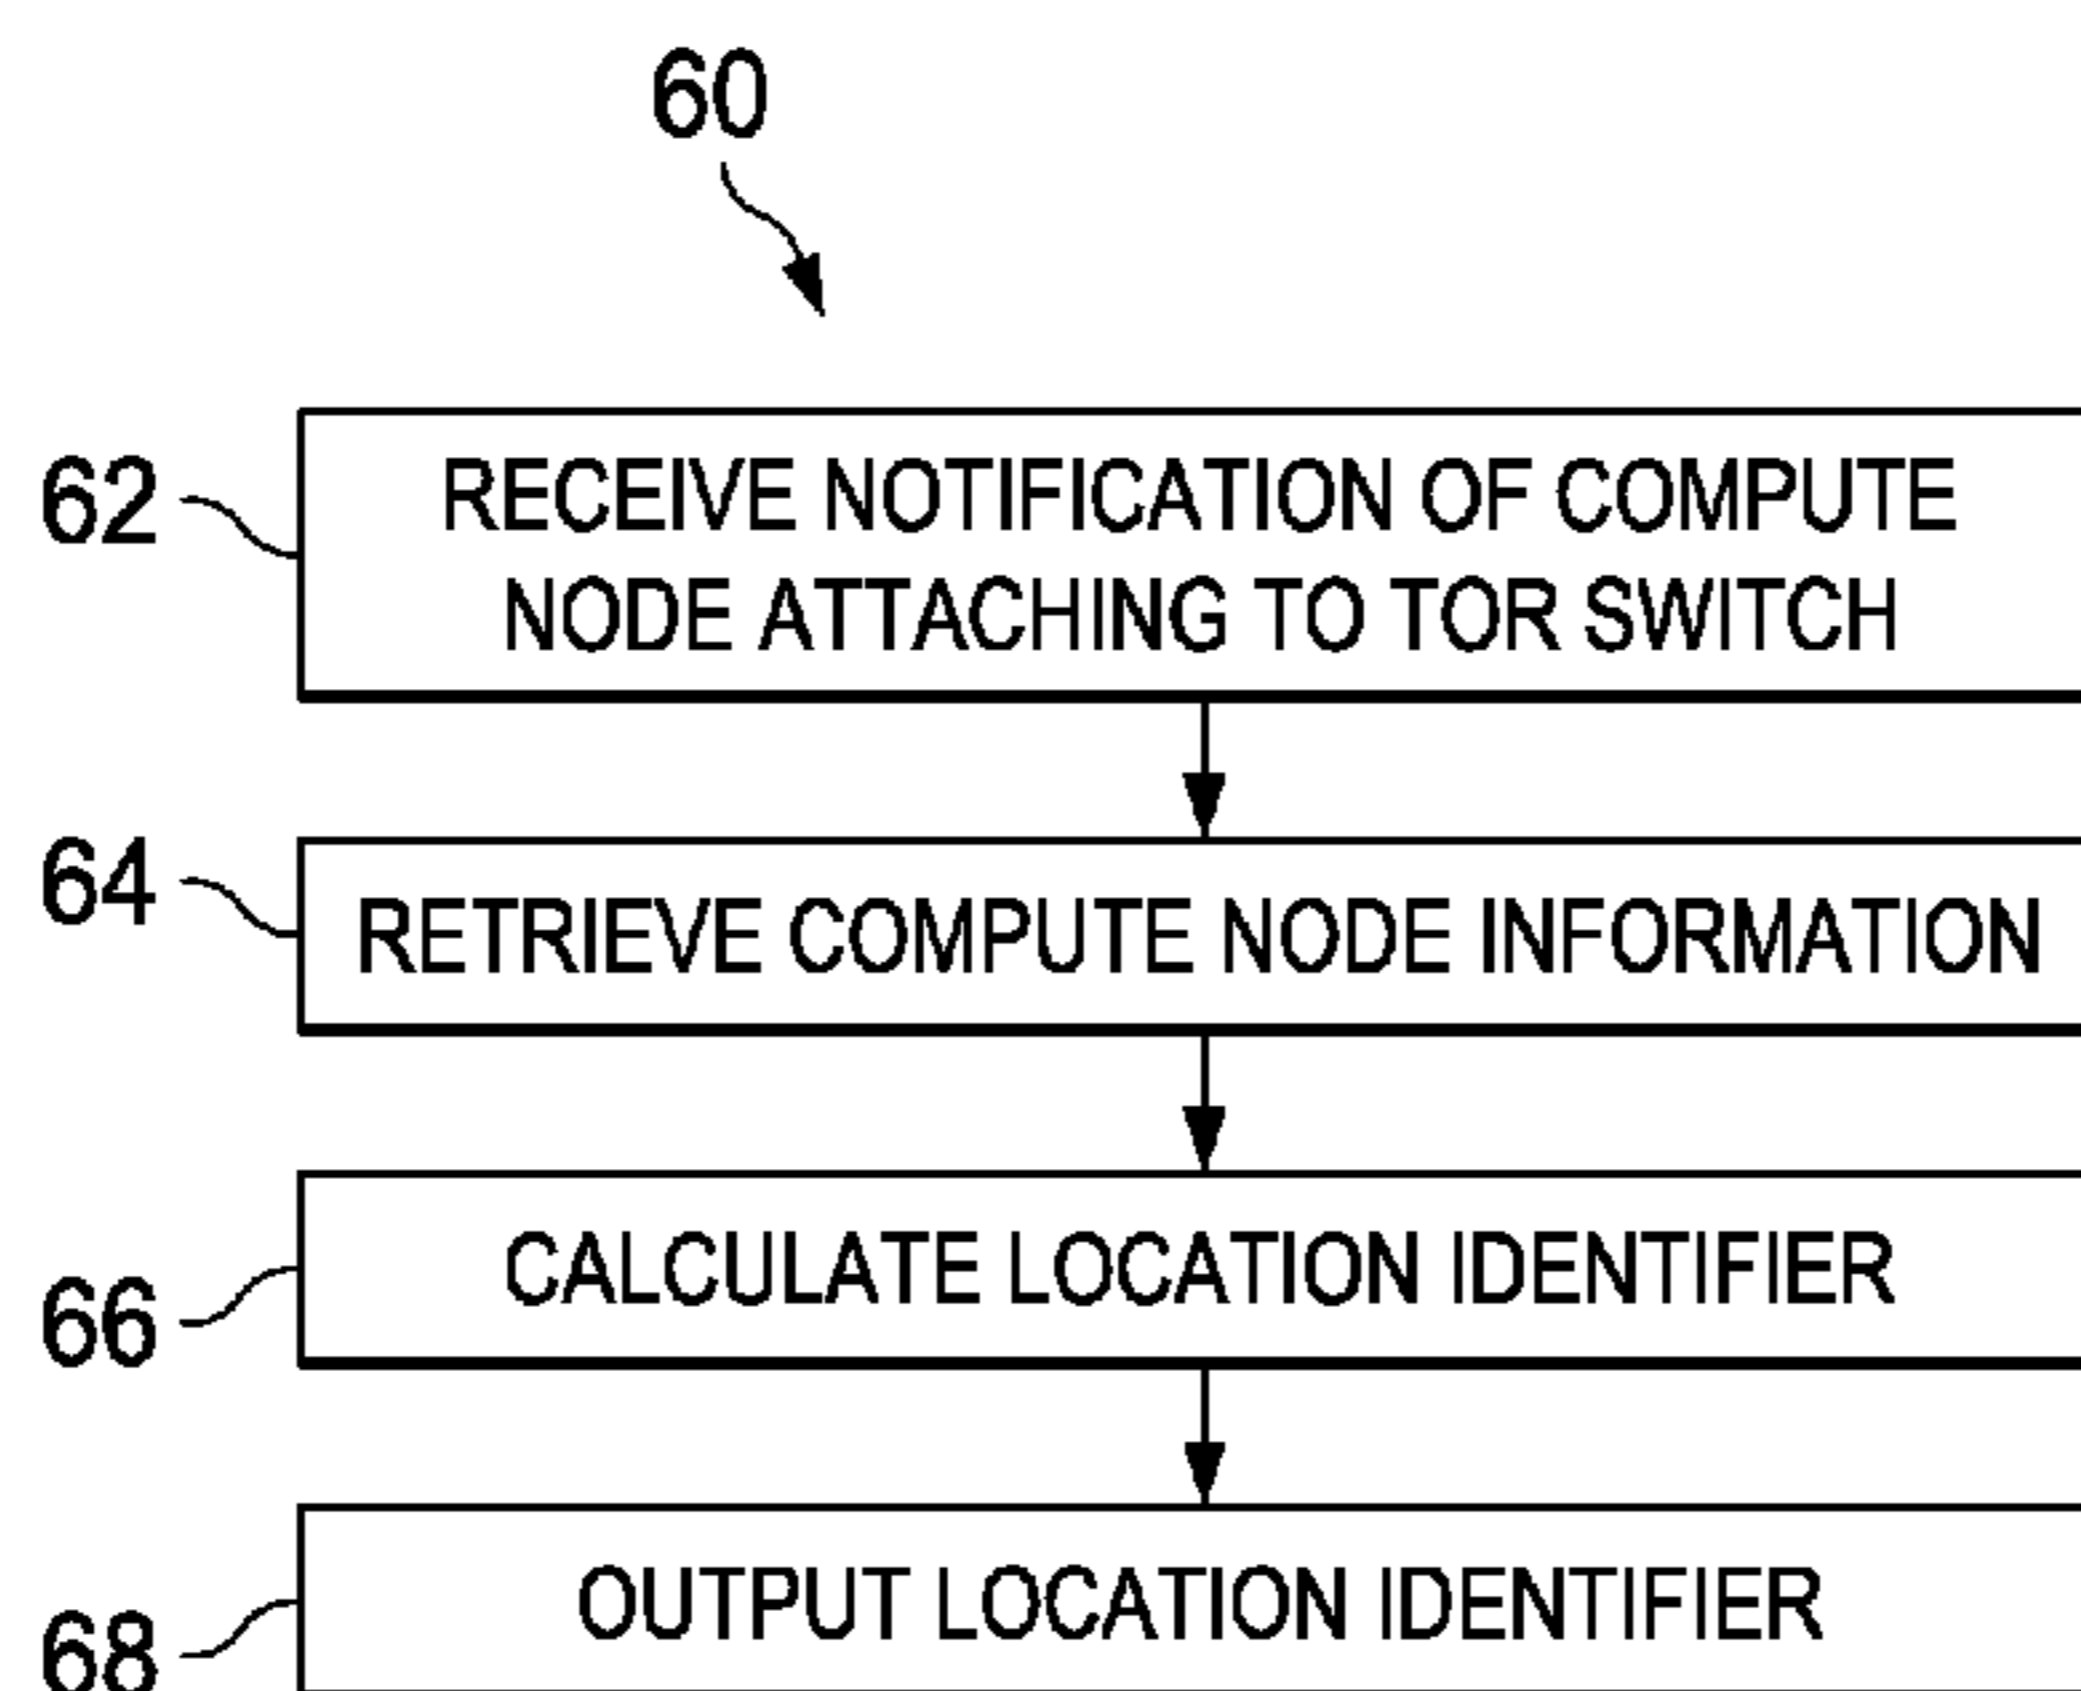 60
62
RECEIVE NOTIFICATION OF COMPUTE
NODE ATTACHING TO TOR SWITCH
64
RETRIEVE COMPUTE NODE INFORMATION
66
CALCULATE LOCATION IDENTIFIER
68
OUTPUT LOCATION IDENTIFIER